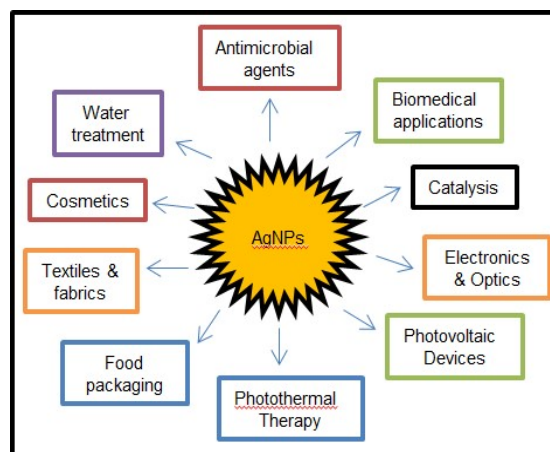 Antimicrobial
agents
Water
treatment
Biomedical
applications
Cosmetics
Catalysis
AgNPs
Textiles &
fabrics
Electronics
& Optics
Food
packaging
Photovoltaic
Devices
Photothermal
Therapy